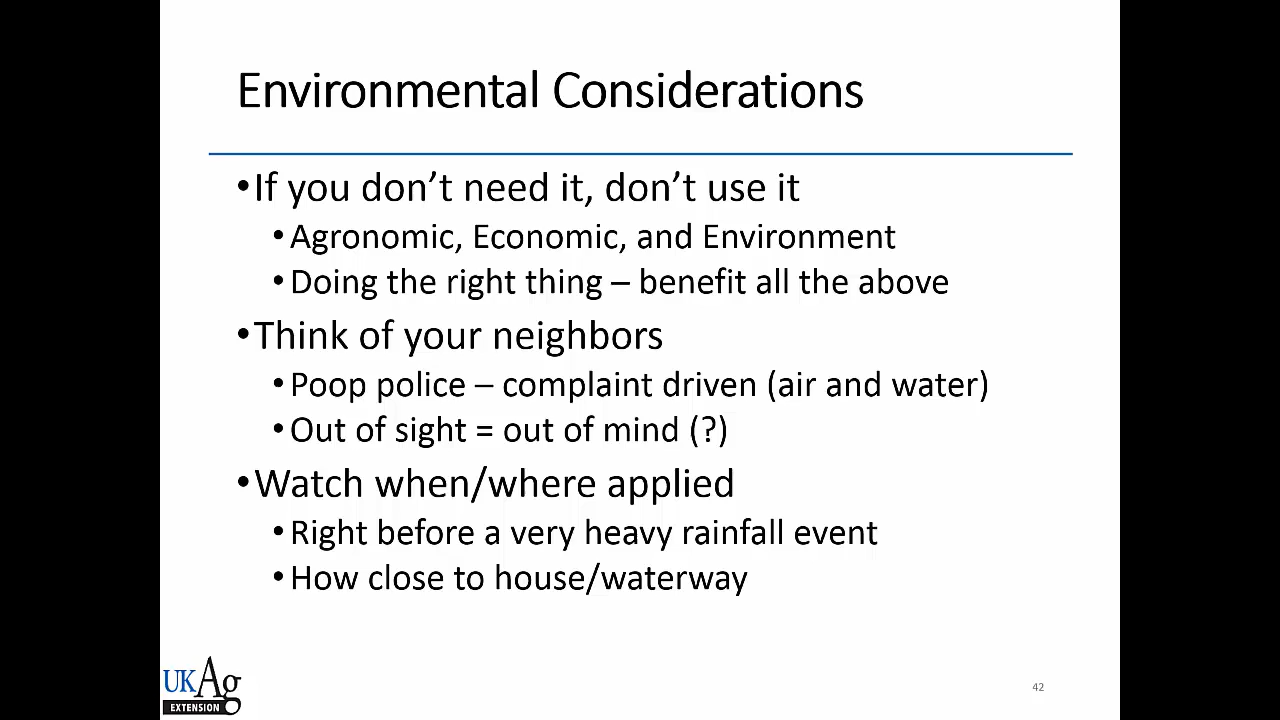 Environmental Considerations
•If you don’t need it, don’t use it
•Agronomic, Economic, and Environment
•Doing the right thing – benefit all the above
•Think of your neighbors
•Poop police – complaint driven (air and water)
•Out of sight = out of mind (?)
•Watch when/where applied
•Right before a very heavy rainfall event
•How close to house/waterway
UKAg
EXTENSION
42